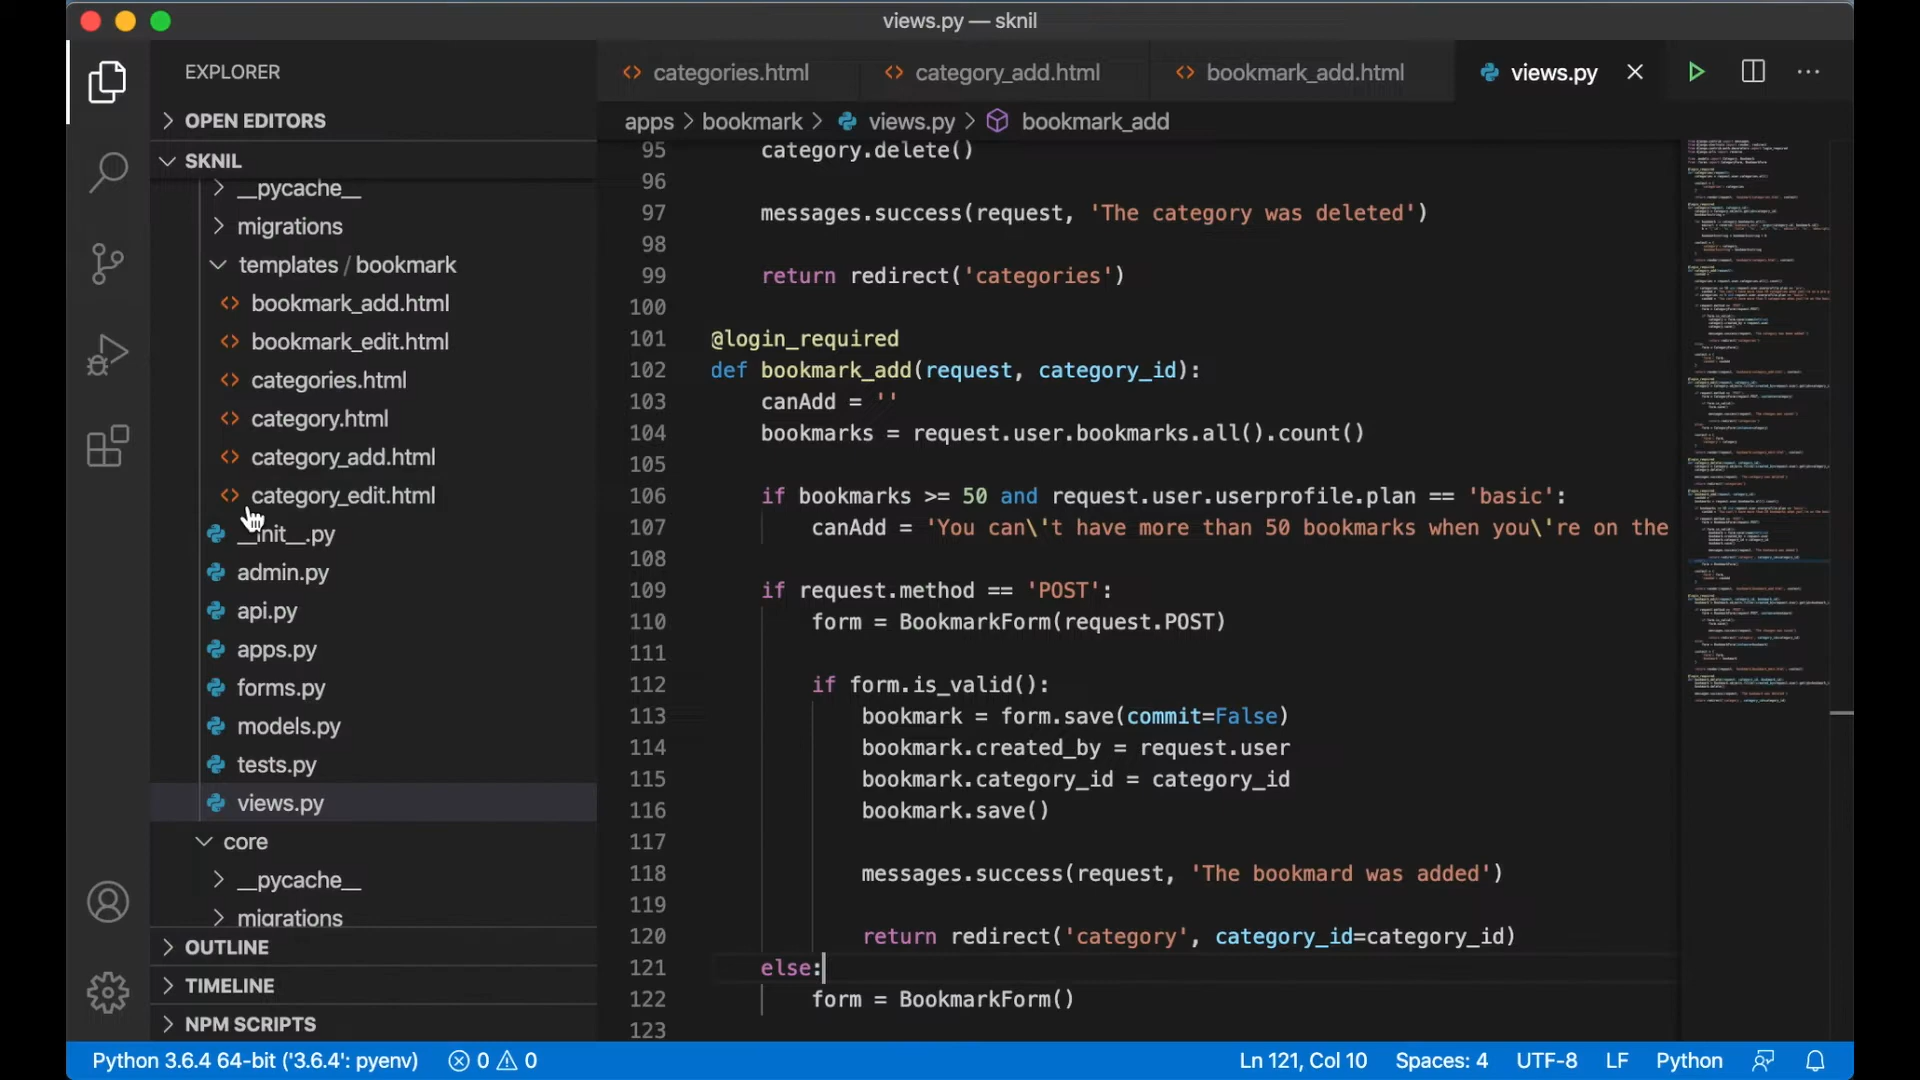 views.py — sknil
EXPLORER
categories.html
category_add.html
bookmark_add.html
views.py
OPEN EDITORS
apps > bookmark > views.py > bookmark_add
SKNIL
__pycache__
migrations
templates / bookmark
bookmark_add.html
bookmark_edit.html
categories.html
category.html
category_add.html
category_edit.html
__init__.py
admin.py
api.py
apps.py
forms.py
models.py
tests.py
views.py
core
__pycache__
migrations
OUTLINE
TIMELINE
NPM SCRIPTS
95 category.delete()
96
97 messages.success(request, 'The category was deleted')
98
99 return redirect('categories')
100
101 @login_required
102 def bookmark_add(request, category_id):
103 canAdd = ''
104 bookmarks = request.user.bookmarks.all().count()
105
106 if bookmarks >= 50 and request.user.userprofile.plan == 'basic':
107 canAdd = 'You can\'t have more than 50 bookmarks when you\'re on the
108
109 if request.method == 'POST':
110 form = BookmarkForm(request.POST)
111
112 if form.is_valid():
113 bookmark = form.save(commit=False)
114 bookmark.created_by = request.user
115 bookmark.category_id = category_id
116 bookmark.save()
117
118 messages.success(request, 'The bookmard was added')
119
120 return redirect('category', category_id=category_id)
121 else:
122 form = BookmarkForm()
123
Python 3.6.4 64-bit ('3.6.4': pyenv) 0 0 Ln 121, Col 10 Spaces: 4 UTF-8 LF Python